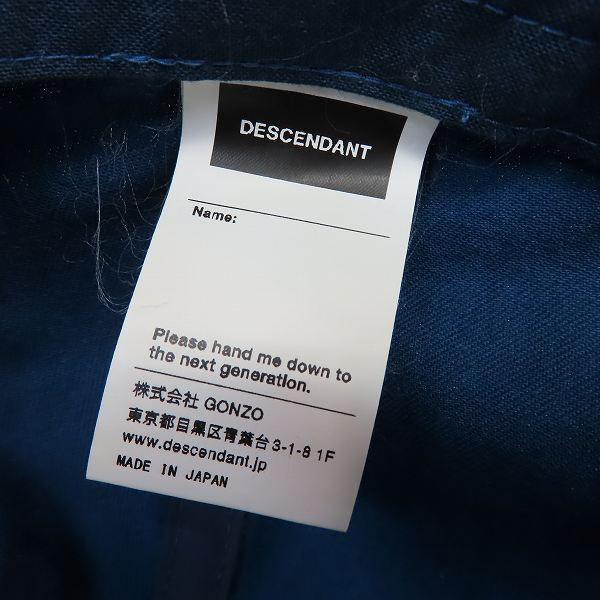 DESCENDANT
Name:
Please hand me down to
the next generation.
株式会社 GONZO
東京都目黒区青葉台3-1-8 1F
www.descendant.jp
MADE IN JAPAN